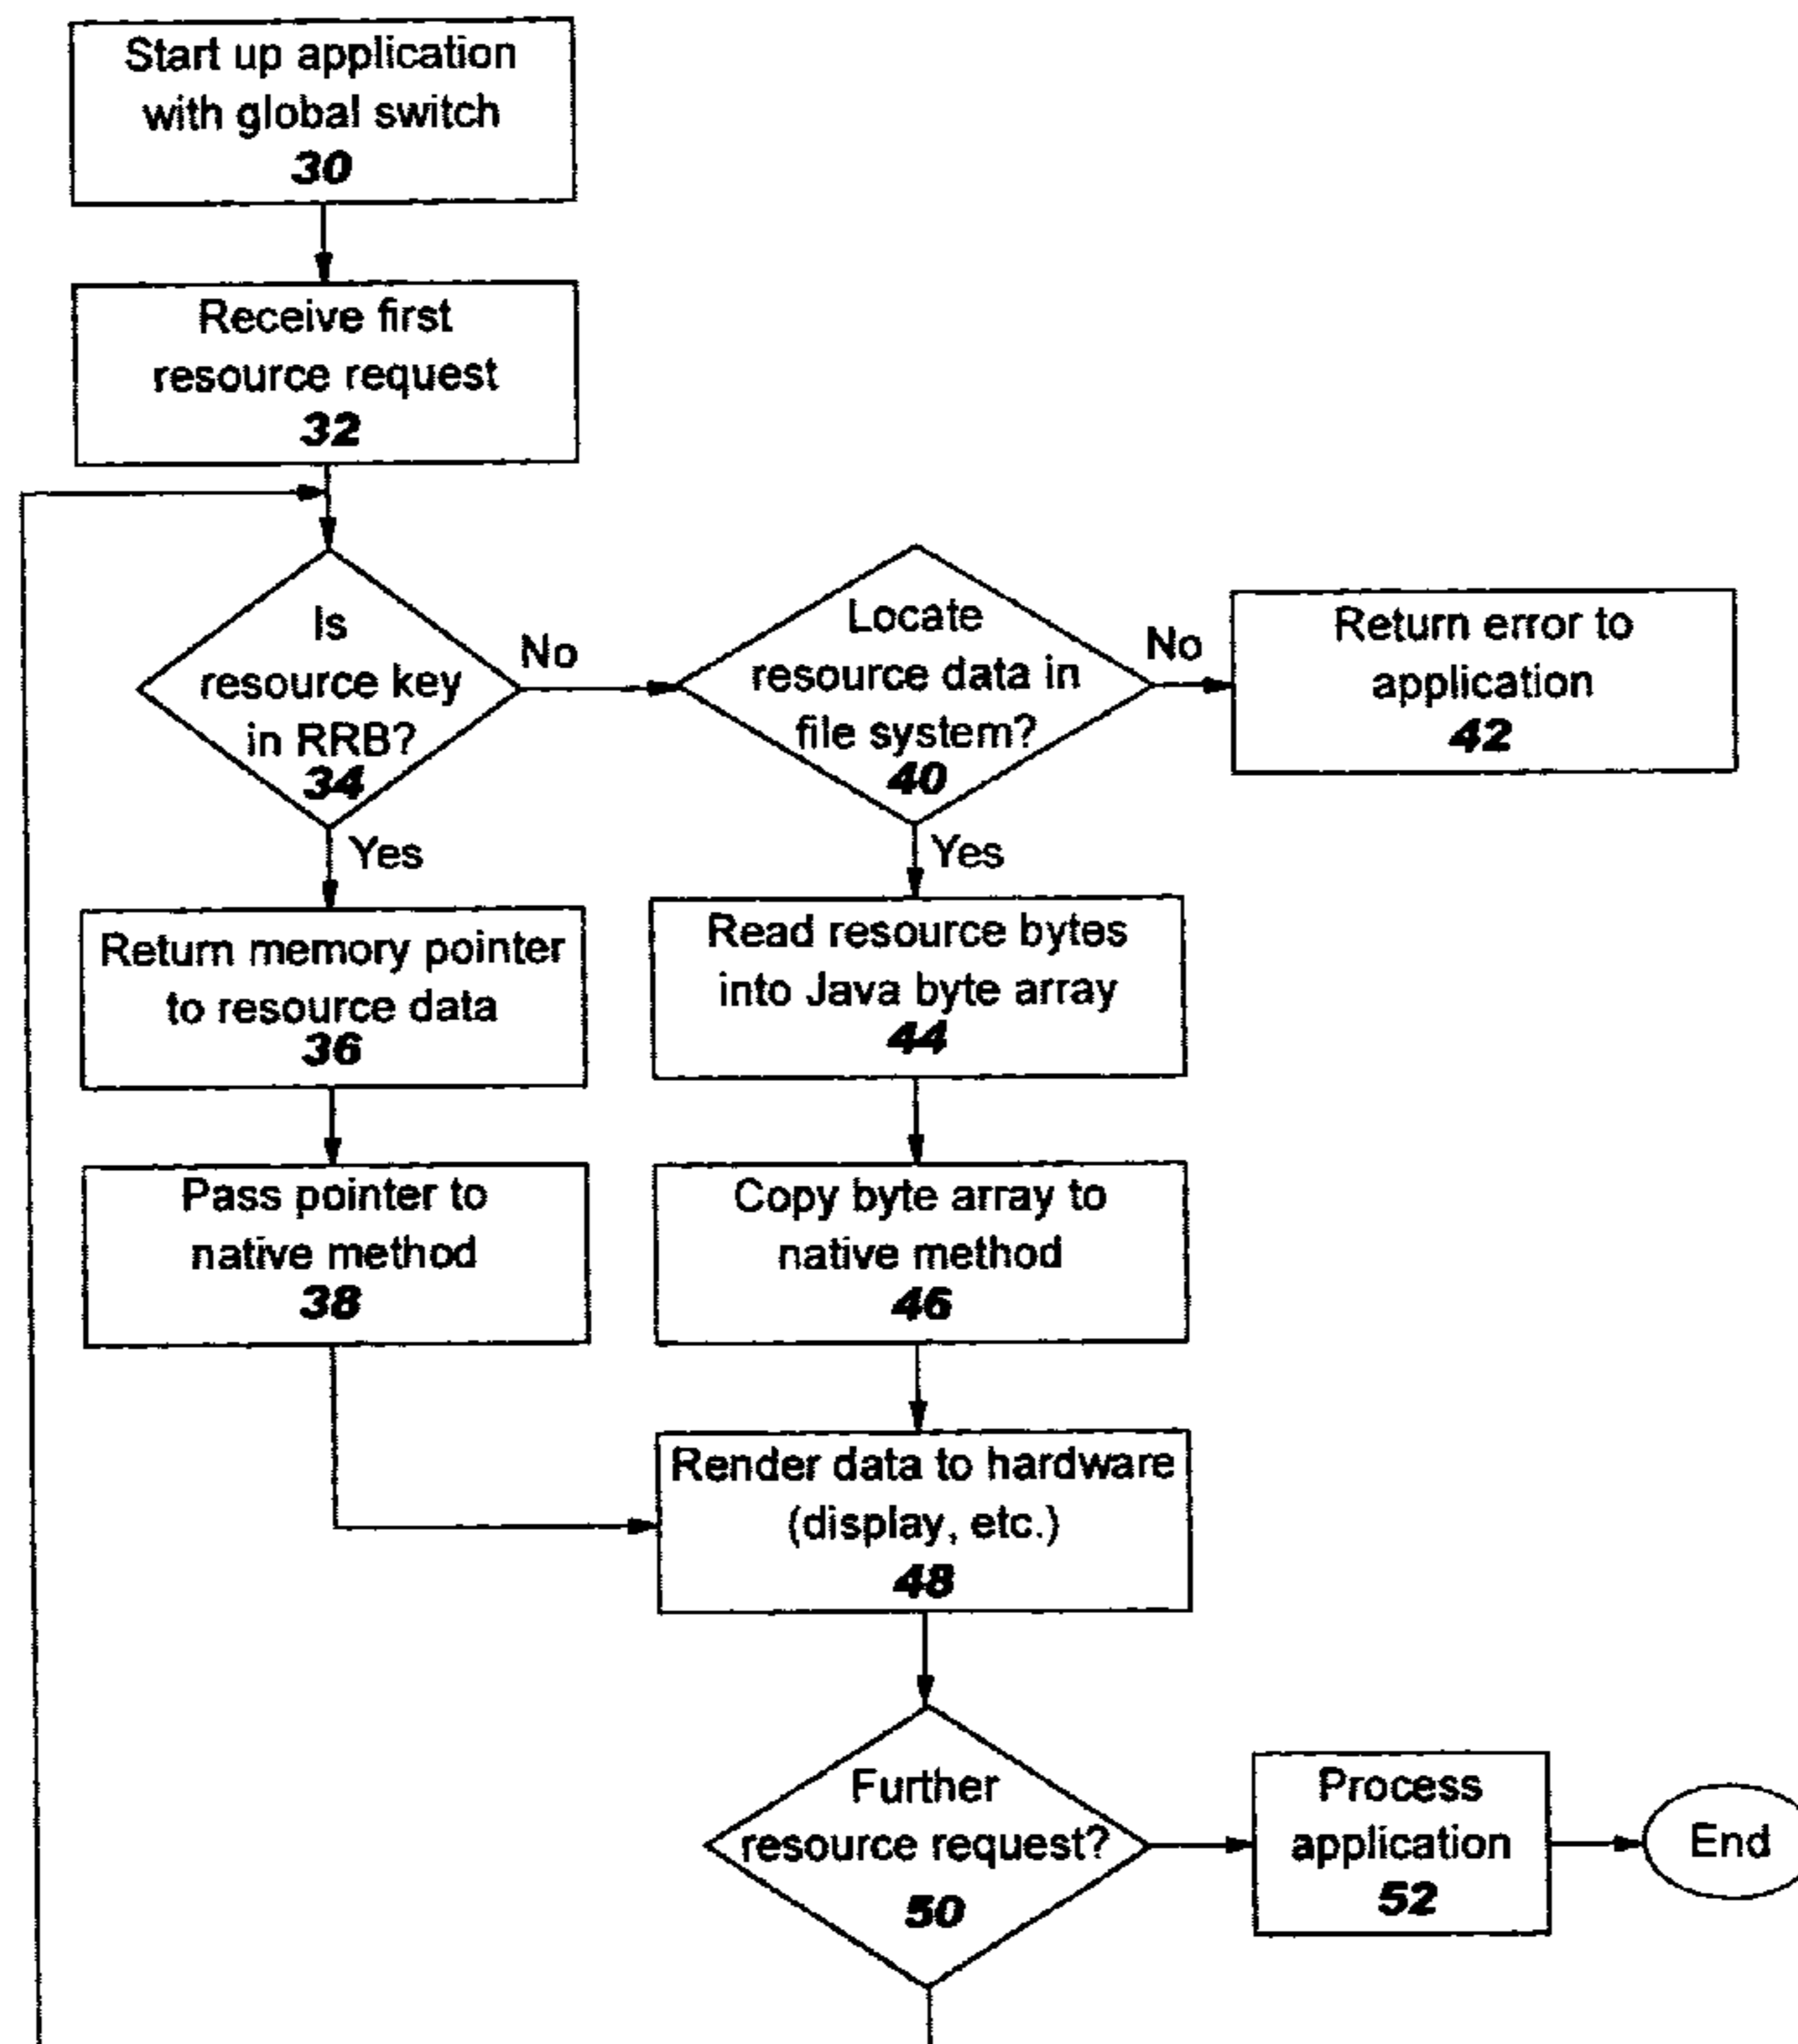 Start up application
with global switch
30
Receive first
resource request
32
Is
resource key
in RRB?
34
No
Locate
resource data in
file system?
40
No
Return error to
application
42
Yes
Yes
Return memory pointer
to resource data
36
Read resource bytes
into Java byte array
44
Pass pointer to
native method
38
Copy byte array to
native method
46
Render data to hardware
(display, etc.)
48
Further
resource request?
50
Process
application
52
End